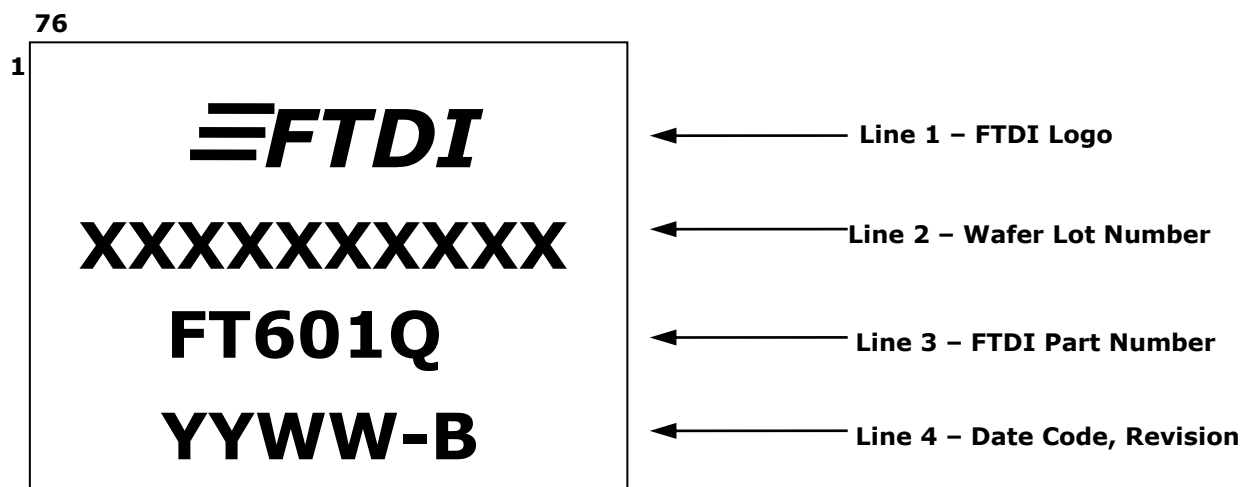 76
1
FTDI
Line 1 – FTDI Logo
XXXXXXXXXX
Line 2 – Wafer Lot Number
FT601Q
Line 3 – FTDI Part Number
YYWW-B
Line 4 – Date Code, Revision